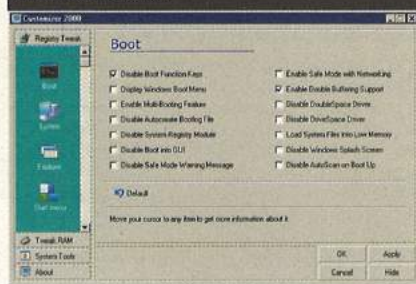 Customizer 2000
Registry Tweak
Boot
System
Explorer
Start menu
Tweak RAM
System Tools
About
Boot
Disable Boot Function Keys
Display Windows Boot Menu
Enable Multi-Booting Feature
Disable Autocreate Booting File
Disable System Registry Module
Disable Boot into GUI
Disable Safe Mode Warning Message
Enable Safe Mode with Networking
Enable Double Buffering Support
Disable DoubleSpace Driver
Disable DriveSpace Driver
Load System Files into Low Memory
Disable Windows Splash Screen
Disable AutoScan on Boot Up
Default
Move your cursor to any item to get more information about it.
OK
Apply
Cancel
Hide